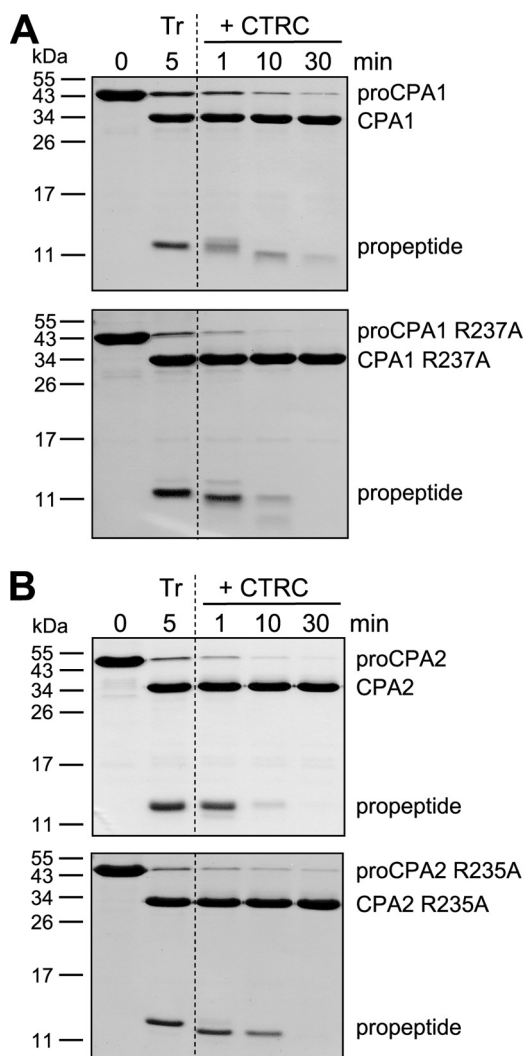 A
Tr + CTRC
kDa 0 5 1 10 30 min
55
43 proCPA1
34 CPA1
26
17
11 propeptide
55
43 proCPA1 R237A
34 CPA1 R237A
26
17
11 propeptide
B
Tr + CTRC
kDa 0 5 1 10 30 min
55 proCPA2
43
34 CPA2
26
17
propeptide
11
55 proCPA2 R235A
43
34 CPA2 R235A
26
17
11 propeptide